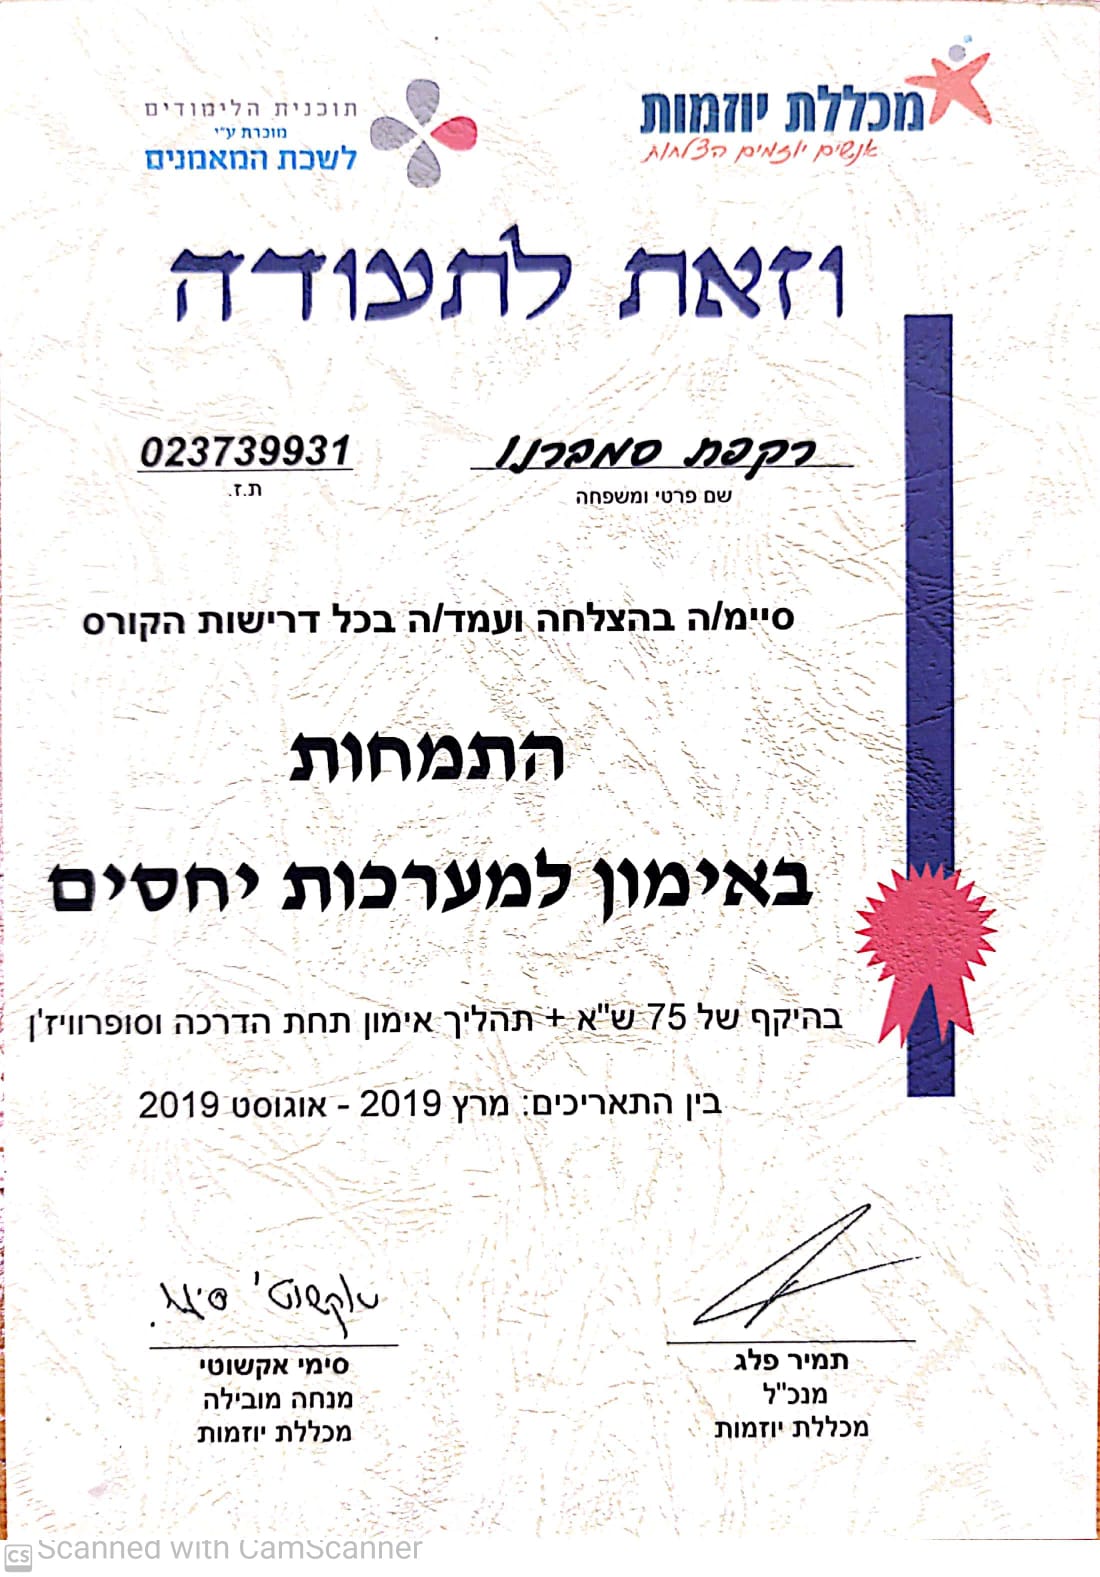 מכללת יוזמות
אנשים יוזמים הצלחות
תוכנית הלימודים
מוכרת ע"י
לשכת המאמנים
וזאת לתעודה
רקפת סמברנו
שם פרטי ומשפחה
023739931
ת.ז.
סיימ/ה בהצלחה ועמד/ה בכל דרישות הקורס
התמחות
באימון למערכות יחסים
בהיקף של 75 ש"א + תהליך אימון תחת הדרכה וסופרוויז'ן
בין התאריכים: מרץ 2019 - אוגוסט 2019
תמיר פלג
מנכ"ל
מכללת יוזמות
אקשוטי סימי
סימי אקשוטי
מנחה מובילה
מכללת יוזמות
CS Scanned with CamScanner